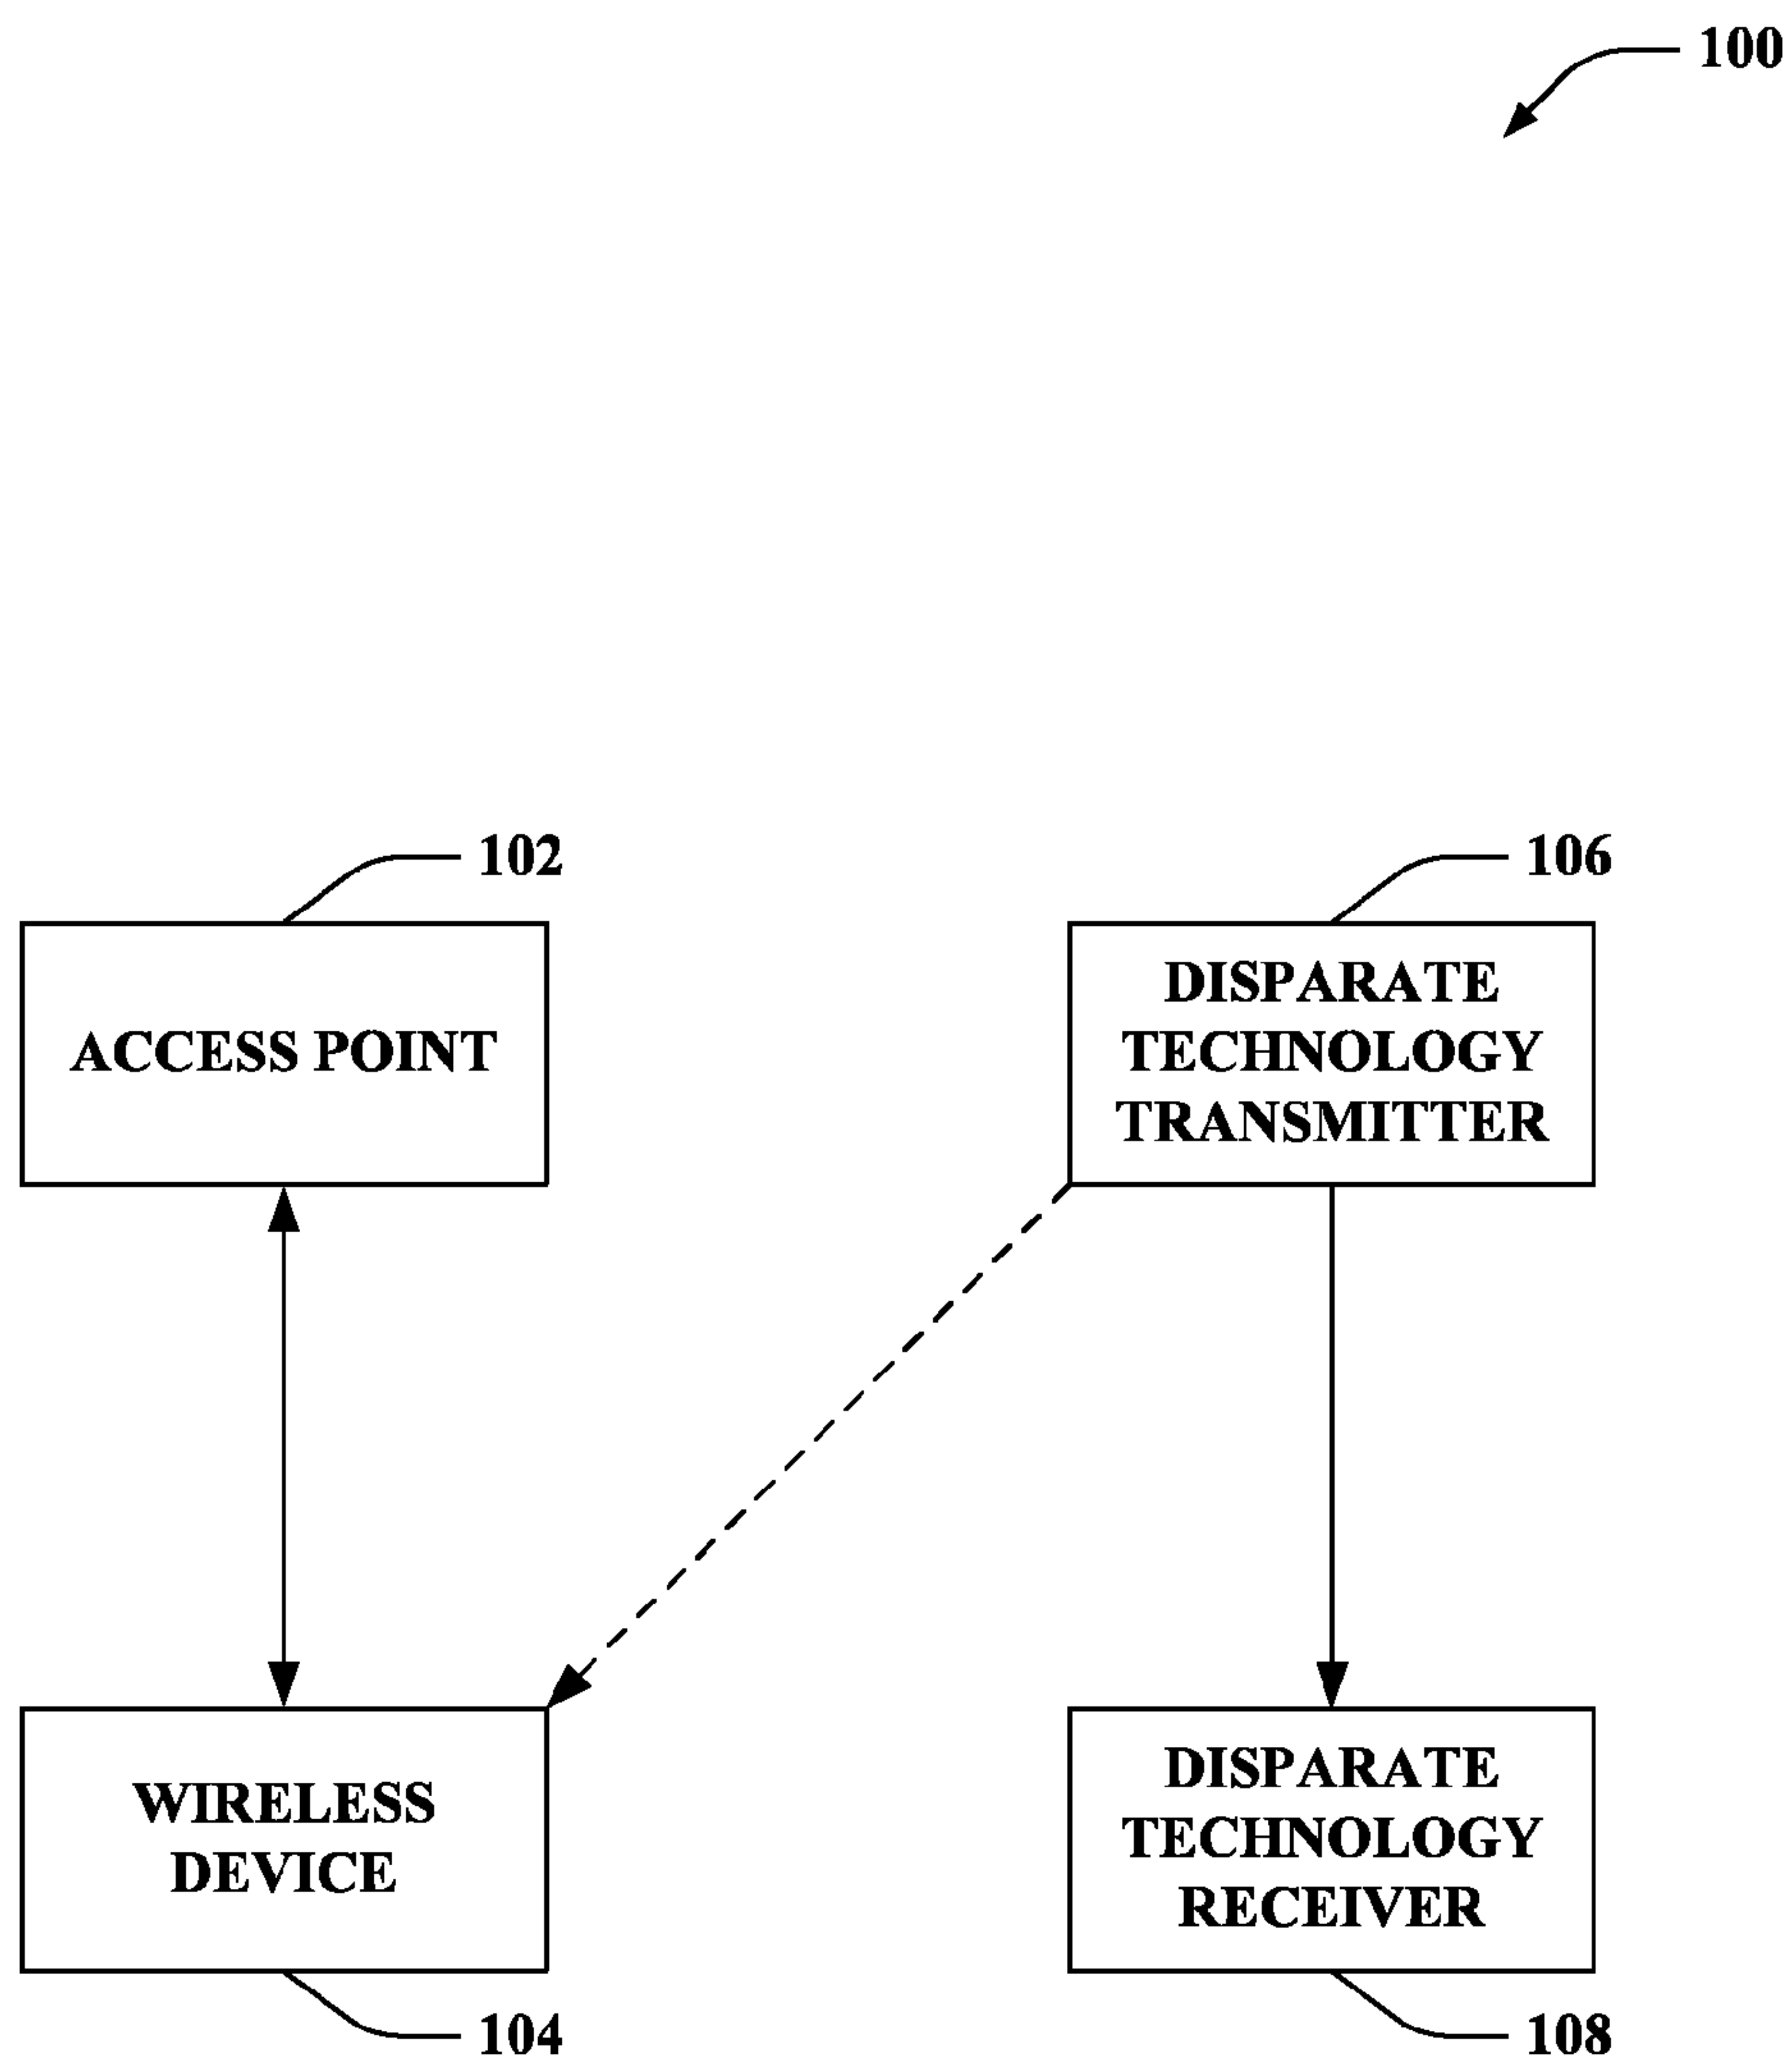 100
102
106
ACCESS POINT
DISPARATE
TECHNOLOGY
TRANSMITTER
WIRELESS
DEVICE
DISPARATE
TECHNOLOGY
RECEIVER
104
108